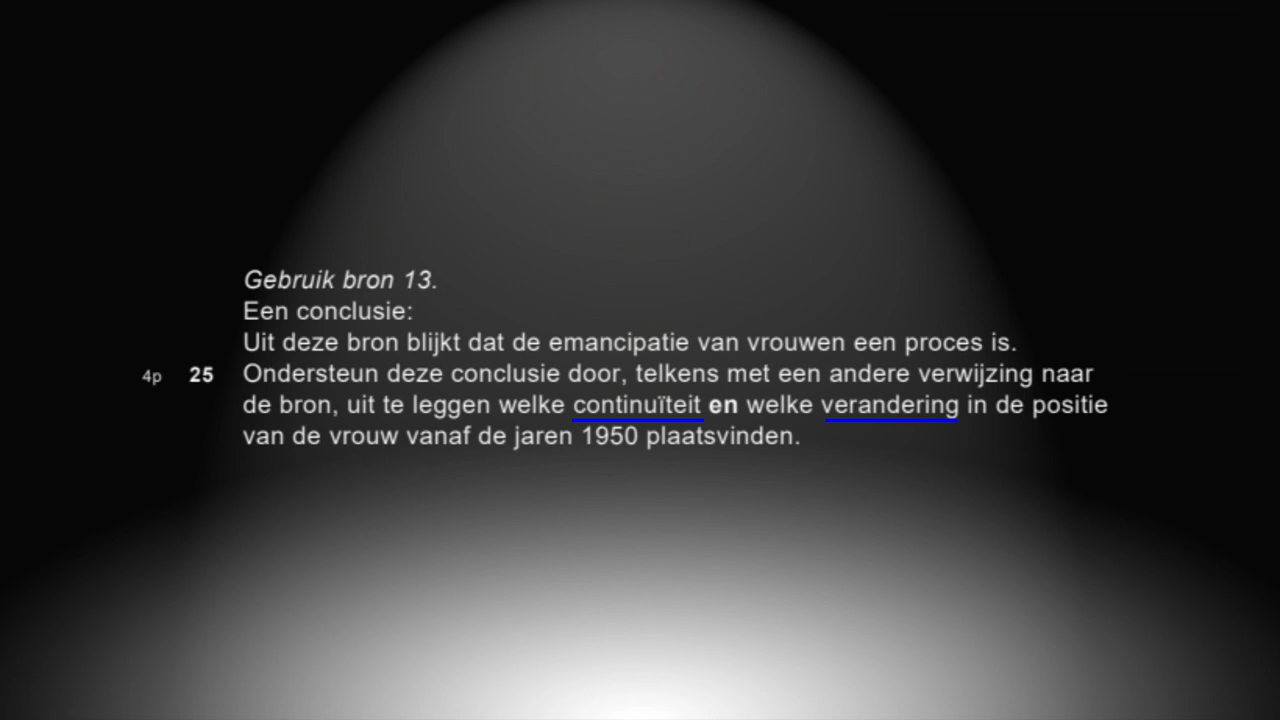 Gebruik bron 13.
Een conclusie:
Uit deze bron blijkt dat de emancipatie van vrouwen een proces is.
4p 25 Ondersteun deze conclusie door, telkens met een andere verwijzing naar
de bron, uit te leggen welke continuïteit en welke verandering in de positie
van de vrouw vanaf de jaren 1950 plaatsvinden.